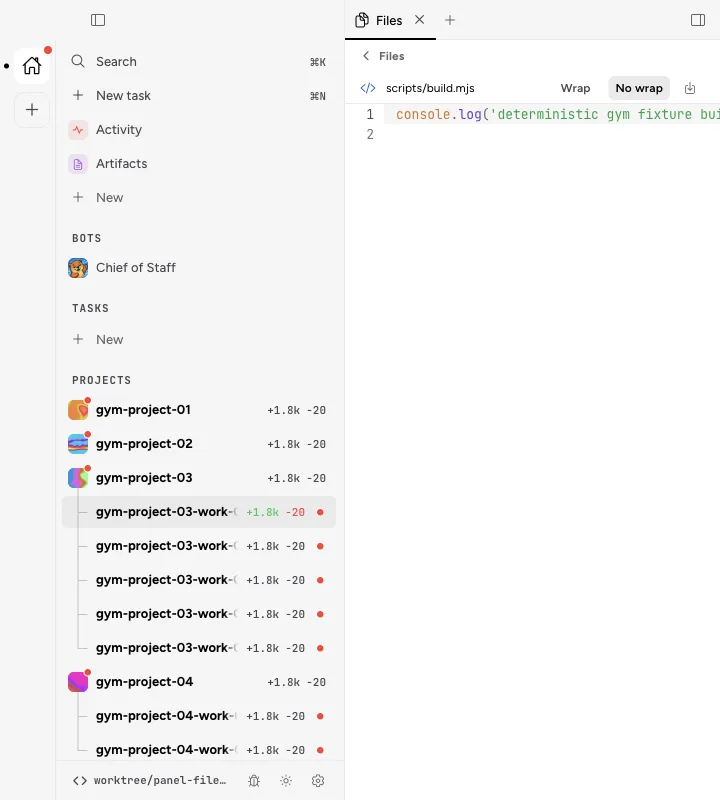 Search ⌘K
New task ⌘N
Activity
Artifacts
New
BOTS
Chief of Staff
TASKS
New
PROJECTS
gym-project-01 +1.8k -20
gym-project-02 +1.8k -20
gym-project-03 +1.8k -20
gym-project-03-work- +1.8k -20
gym-project-03-work- +1.8k -20
gym-project-03-work- +1.8k -20
gym-project-03-work- +1.8k -20
gym-project-03-work- +1.8k -20
gym-project-04 +1.8k -20
gym-project-04-work- +1.8k -20
gym-project-04-work- +1.8k -20
worktree/panel-file…
Files
Files
scripts/build.mjs Wrap No wrap
1 console.log('deterministic gym fixture bui
2